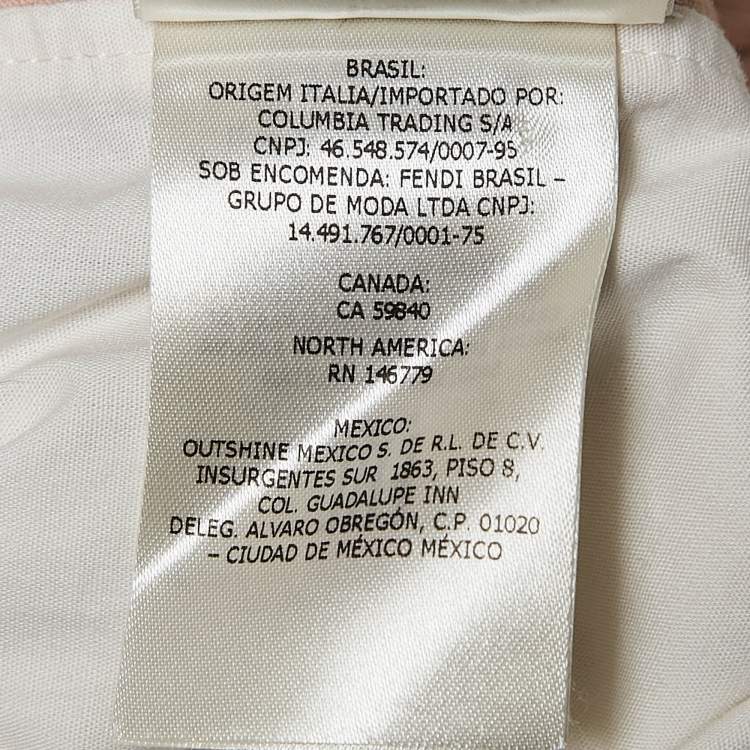 BRASIL:
ORIGEM ITALIA/IMPORTADO POR:
COLUMBIA TRADING S/A
CNPJ: 46.548.574/0007-95
SOB ENCOMENDA: FENDI BRASIL –
GRUPO DE MODA LTDA CNPJ:
14.491.767/0001-75
CANADA:
CA 59840
NORTH AMERICA:
RN 146779
MEXICO:
OUTSHINE MEXICO S. DE R.L. DE C.V.
INSURGENTES SUR 1863, PISO 8,
COL. GUADALUPE INN
DELEG. ALVARO OBREGÓN, C.P. 01020
– CIUDAD DE MÉXICO MÉXICO